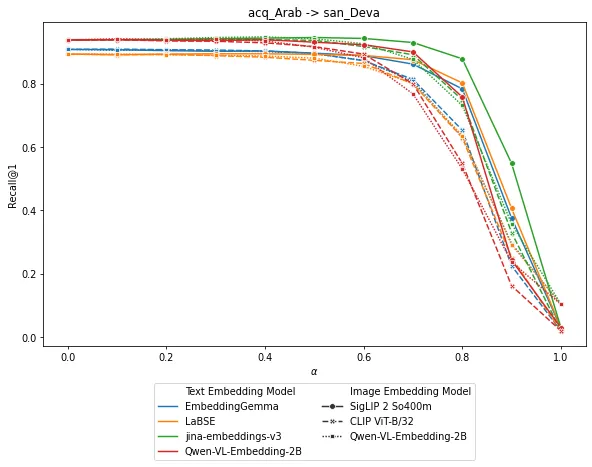 acq_Arab -> san_Deva
Recall@1
0.8
0.6
0.4
0.2
0.0
0.0 0.2 0.4 0.6 0.8 1.0
α
Text Embedding Model
EmbeddingGemma
LaBSE
jina-embeddings-v3
Qwen-VL-Embedding-2B
Image Embedding Model
SigLIP 2 So400m
CLIP ViT-B/32
Qwen-VL-Embedding-2B